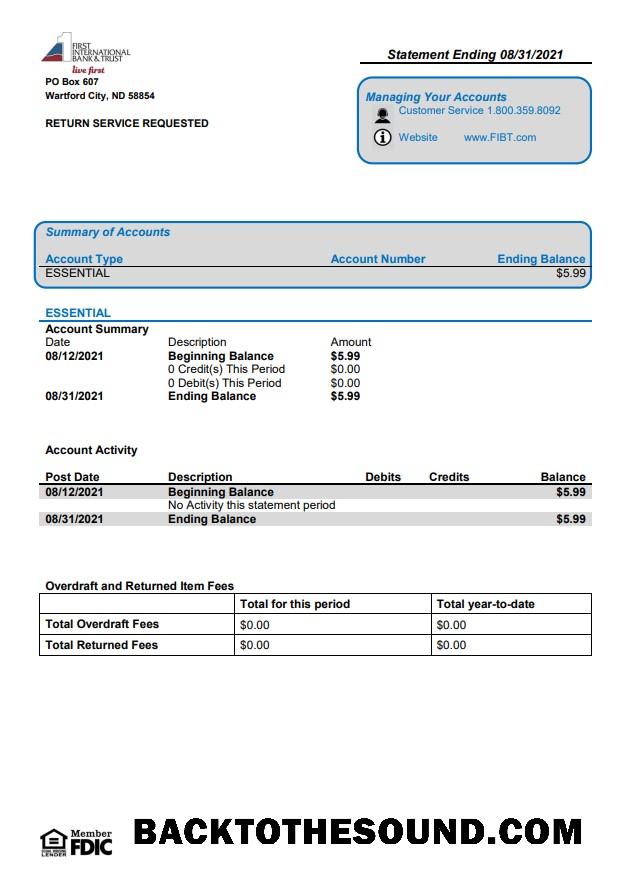 FIRST
INTERNATIONAL
BANK & TRUST
live first
Statement Ending 08/31/2021
PO Box 607
Wartford City, ND 58854
RETURN SERVICE REQUESTED
Managing Your Accounts
Customer Service 1.800.359.8092
Website www.FIBT.com
Summary of Accounts
Account Type Account Number Ending Balance
ESSENTIAL $5.99
ESSENTIAL
Account Summary
Date Description Amount
08/12/2021 Beginning Balance $5.99
0 Credit(s) This Period $0.00
0 Debit(s) This Period $0.00
08/31/2021 Ending Balance $5.99
Account Activity
Post Date Description Debits Credits Balance
08/12/2021 Beginning Balance $5.99
No Activity this statement period
08/31/2021 Ending Balance $5.99
Overdraft and Returned Item Fees
Total for this period Total year-to-date
Total Overdraft Fees $0.00 $0.00
Total Returned Fees $0.00 $0.00
EQUAL HOUSING
LENDER
Member
FDIC
BACKTOTHESOUND.COM